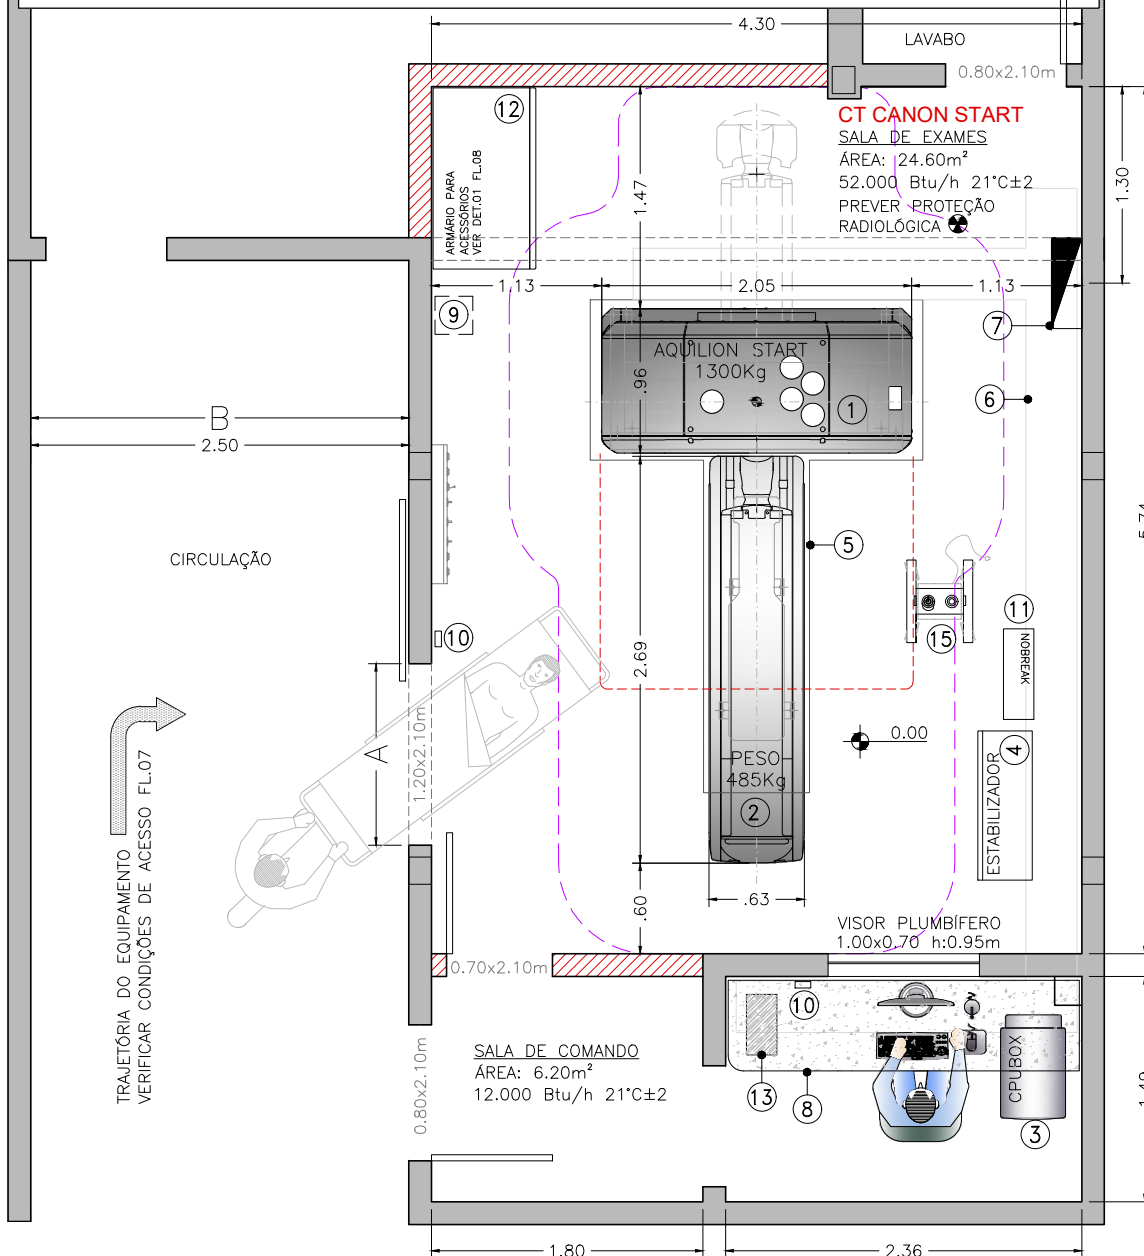 4.30
LAVABO
0.80x2.10m
12
CT CANON START
SALA DE EXAMES
ÁREA: 24.60m²
52.000 Btu/h 21°C±2
PREVER PROTEÇÃO
RADIOLÓGICA
ARMÁRIO PARA
ACESSÓRIOS
VER DET.01 FL.08
1.47
1.30
1.13
2.05
1.13
9
7
AQUILION START
1300Kg
.96
1
6
B
2.50
5
CIRCULAÇÃO
10
11
15
NOBREAK
2.69
A
1.20x2.10m
0.00
4
ESTABILIZADOR
PESO
485Kg
2
TRAJETÓRIA DO EQUIPAMENTO
VERIFICAR CONDIÇÕES DE ACESSO FL.07
.60
.63
VISOR PLUMBÍFERO
1.00x0.70 h:0.95m
0.70x2.10m
10
SALA DE COMANDO
ÁREA: 6.20m²
12.000 Btu/h 21°C±2
0.80x2.10m
13
8
CPUBOX
3
1.80
2.36